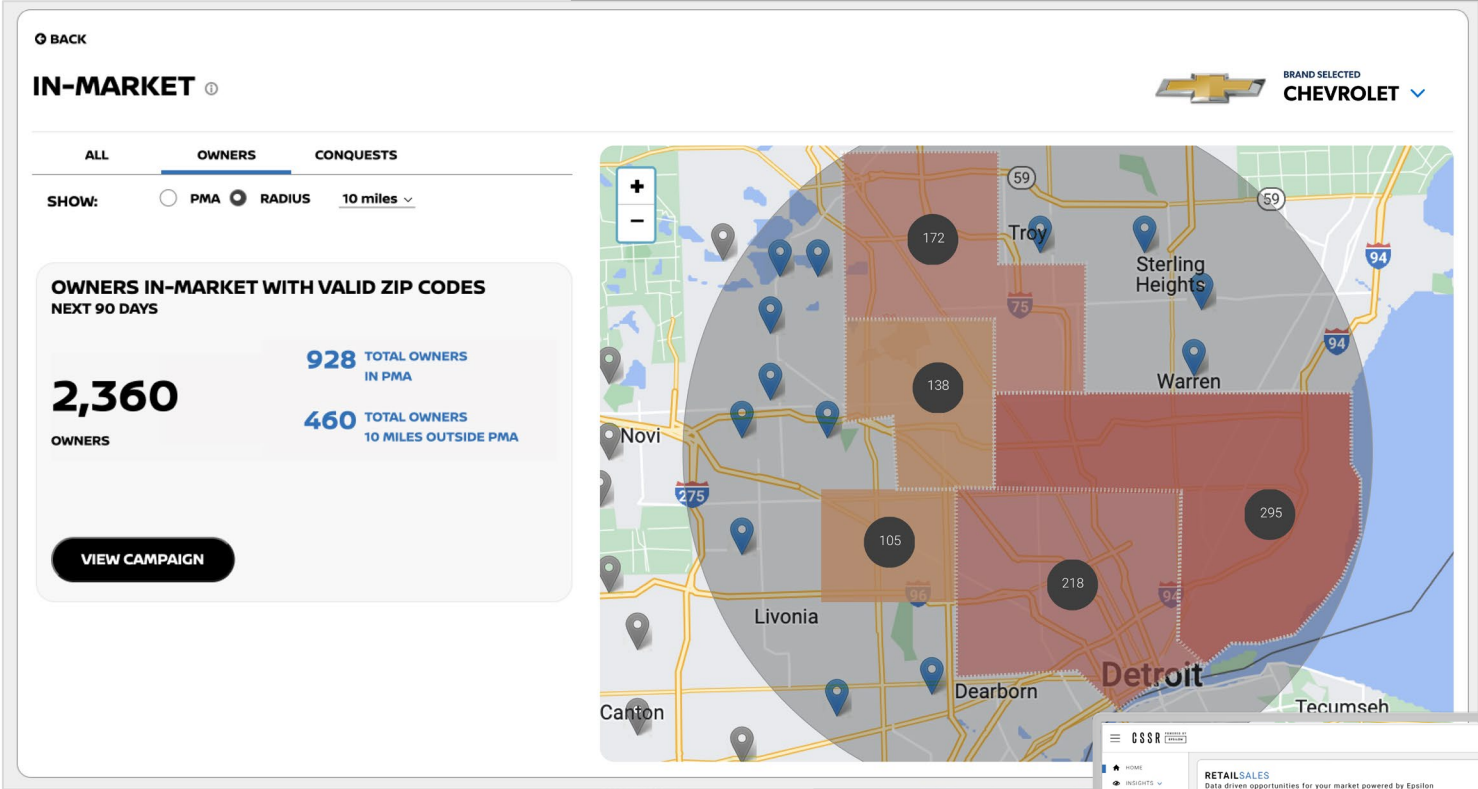 BACK
IN-MARKET
BRAND SELECTED
CHEVROLET
ALL OWNERS CONQUESTS
SHOW: PMA RADIUS 10 miles
OWNERS IN-MARKET WITH VALID ZIP CODES
NEXT 90 DAYS
2,360
OWNERS
928 TOTAL OWNERS
IN PMA
460 TOTAL OWNERS
10 MILES OUTSIDE PMA
VIEW CAMPAIGN
+
−
59
59
172
Troy
94
Sterling
Heights
75
94
138
Warren
Novi
275
295
105
218
96
94
Livonia
Detroit
Dearborn
Tecumseh
Canton
CSSR POWERED BY EPSILON
HOME
INSIGHTS
RETAILSALES
Data driven opportunities for your market powered by Epsilon